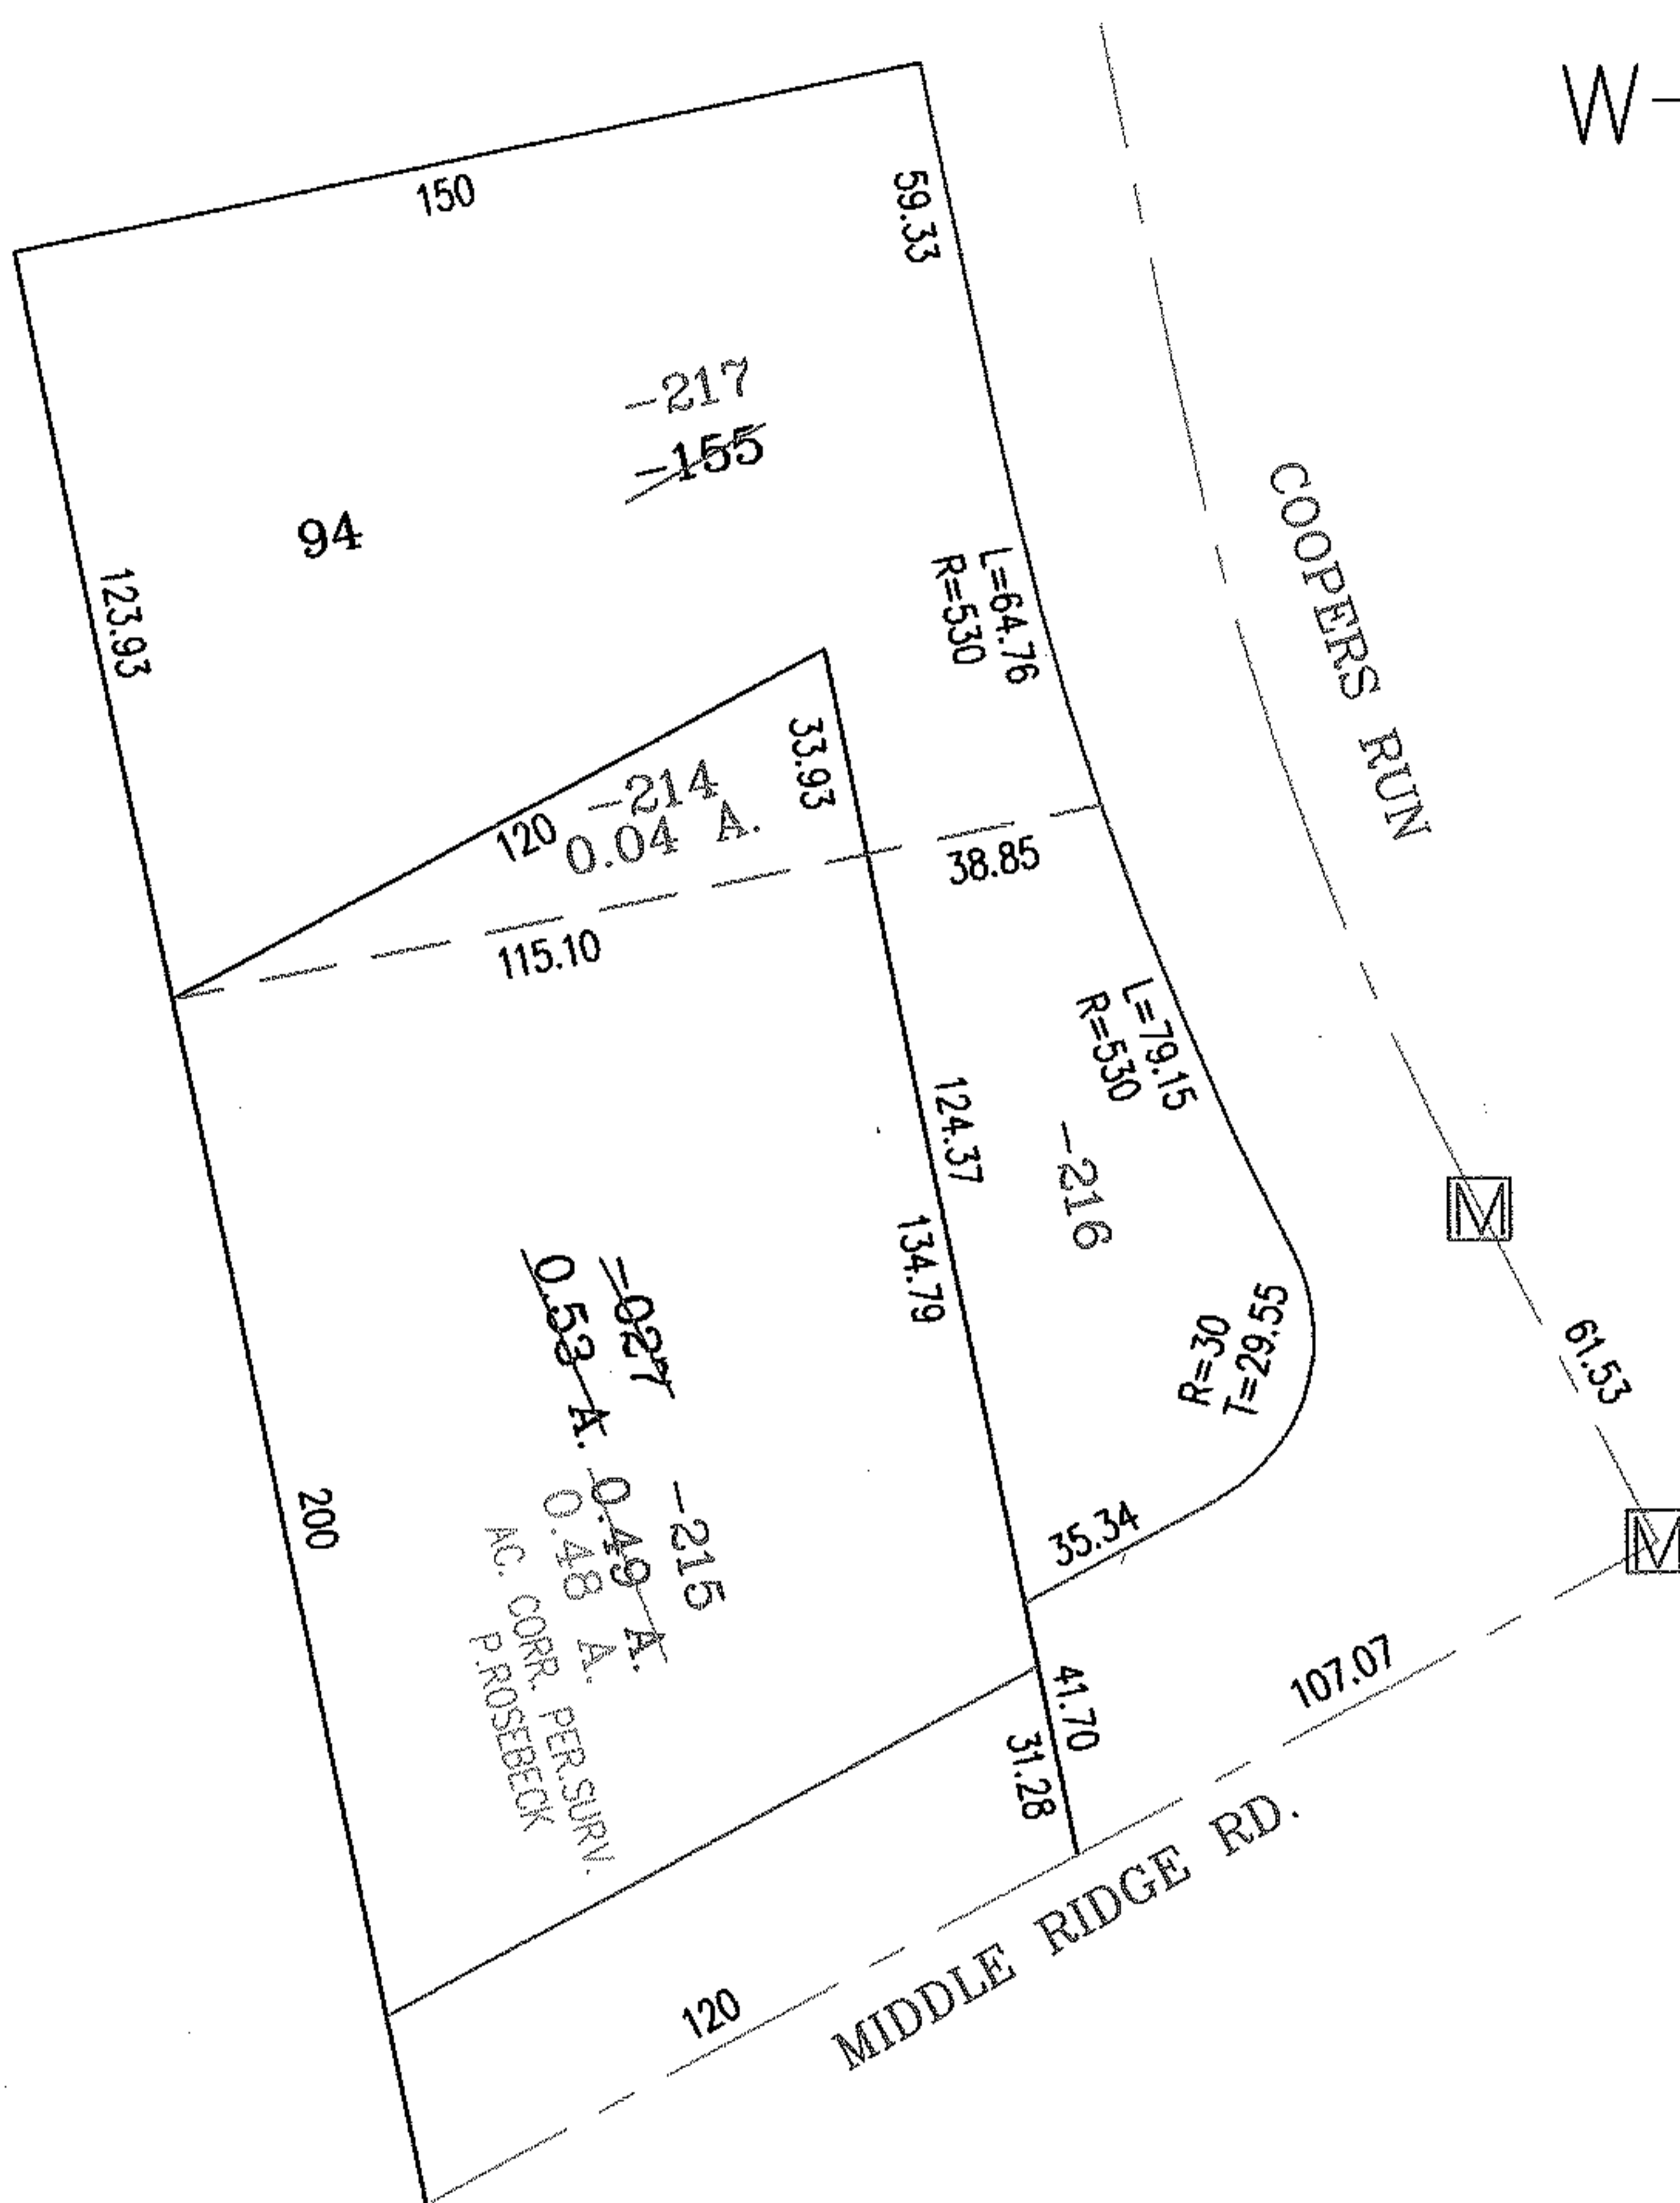 W-
150
59.33
-217
-155
94
123.93
L=64.76
R=530
COOPERS RUN
33.93
-214
0.04 A.
120
38.85
115.10
L=79.15
R=530
124.37
-216
134.79
R=30
T=29.55
M
61.53
-027
0.53 A.
-215
0.49 A.
0.48 A.
AC. CORR. PER.SURV.
P.ROSEBECK
200
35.34
M
107.07
41.70
31.28
MIDDLE RIDGE RD.
120